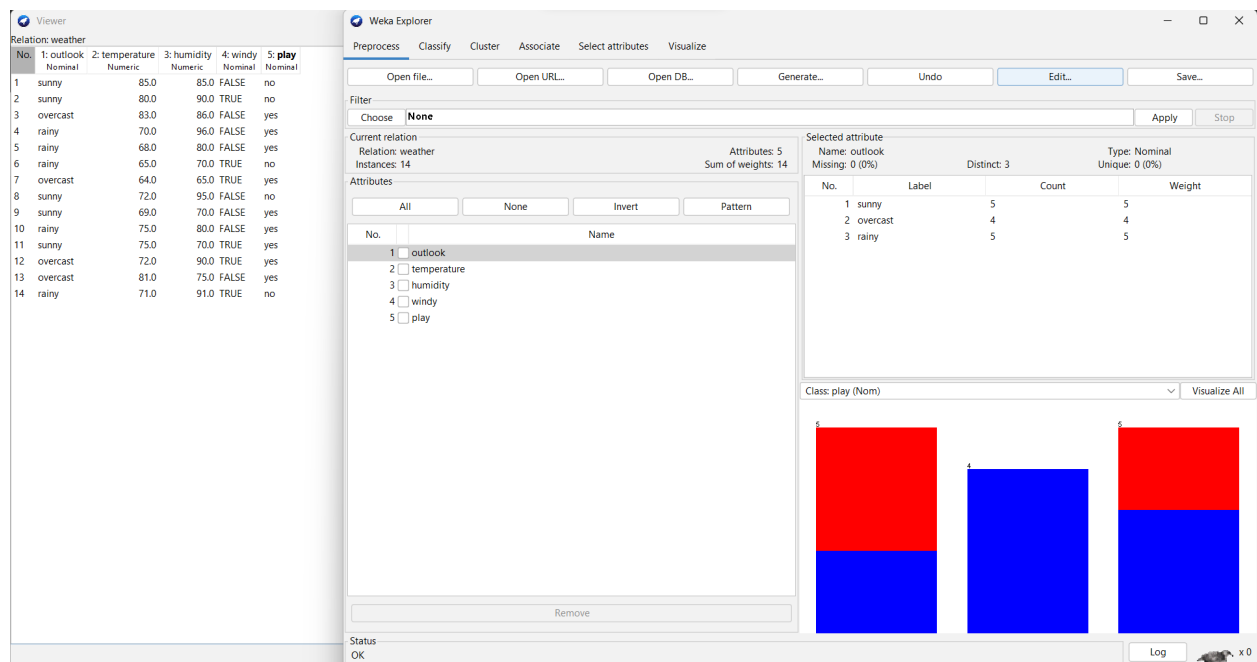 Viewer
Relation: weather
No. 1: outlook 2: temperature 3: humidity 4: windy 5: play
Nominal Numeric Numeric Nominal Nominal
1 sunny 85.0 85.0 FALSE no
2 sunny 80.0 90.0 TRUE no
3 overcast 83.0 86.0 FALSE yes
4 rainy 70.0 96.0 FALSE yes
5 rainy 68.0 80.0 FALSE yes
6 rainy 65.0 70.0 TRUE no
7 overcast 64.0 65.0 TRUE yes
8 sunny 72.0 95.0 FALSE no
9 sunny 69.0 70.0 FALSE yes
10 rainy 75.0 80.0 FALSE yes
11 sunny 75.0 70.0 TRUE yes
12 overcast 72.0 90.0 TRUE yes
13 overcast 81.0 75.0 FALSE yes
14 rainy 71.0 91.0 TRUE no
Weka Explorer
Preprocess Classify Cluster Associate Select attributes Visualize
Open file... Open URL... Open DB... Generate... Undo Edit... Save...
Filter
Choose None Apply Stop
Current relation
Relation: weather Attributes: 5
Instances: 14 Sum of weights: 14
Attributes
All None Invert Pattern
No. Name
1 outlook
2 temperature
3 humidity
4 windy
5 play
Remove
Selected attribute
Name: outlook Type: Nominal
Missing: 0 (0%) Distinct: 3 Unique: 0 (0%)
No. Label Count Weight
1 sunny 5 5
2 overcast 4 4
3 rainy 5 5
Class: play (Nom) Visualize All
5 4 5
Status
OK Log x 0